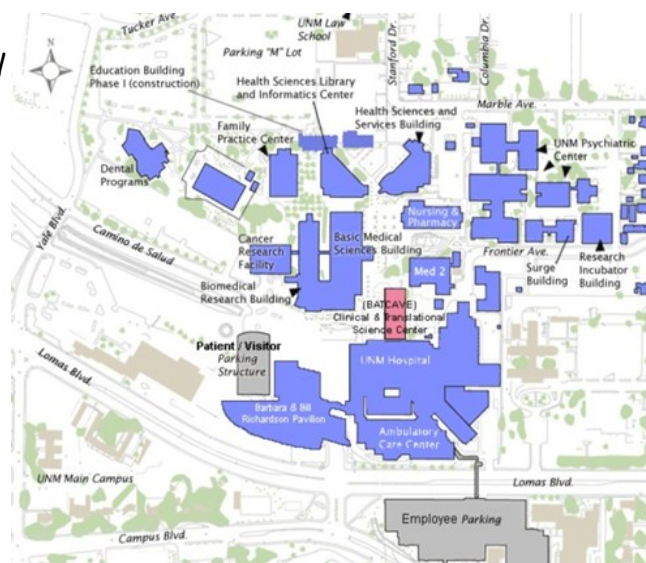 Tucker Ave
UNM Law
School
Parking "M" Lot
Stanford Dr.
Columbia Dr.
Education Building
Phase I (construction)
Health Sciences Library
and Informatics Center
Marble Ave.
Health Sciences and
Services Building
Family
Practice Center
UNM Psychiatric
Center
Dental
Programs
Nursing &
Pharmacy
Yale Blvd.
Camino de Salud
Cancer
Research
Facility
Basic Medical
Sciences Building
Frontier Ave.
Med 2
Surge
Building
Research
Incubator
Building
Biomedical
Research Building
(BATCAVE)
Clinical & Translational
Science Center
Patient / Visitor
Parking
Structure
UNM Hospital
Lomas Blvd.
Barbara & Bill
Richardson Pavilion
Ambulatory
Care Center
UNM Main Campus
Lomas Blvd.
Employee Parking
Campus Blvd.